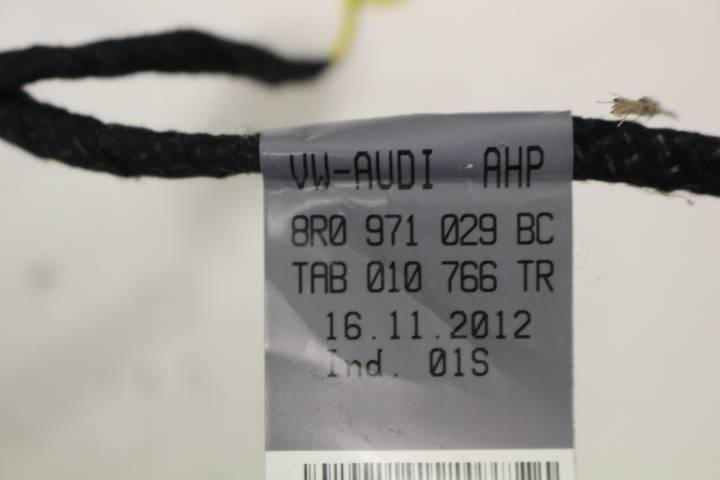 VW-AUDI AHP
8R0 971 029 BC
TAB 010 766 TR
16.11.2012
Ind. 01S